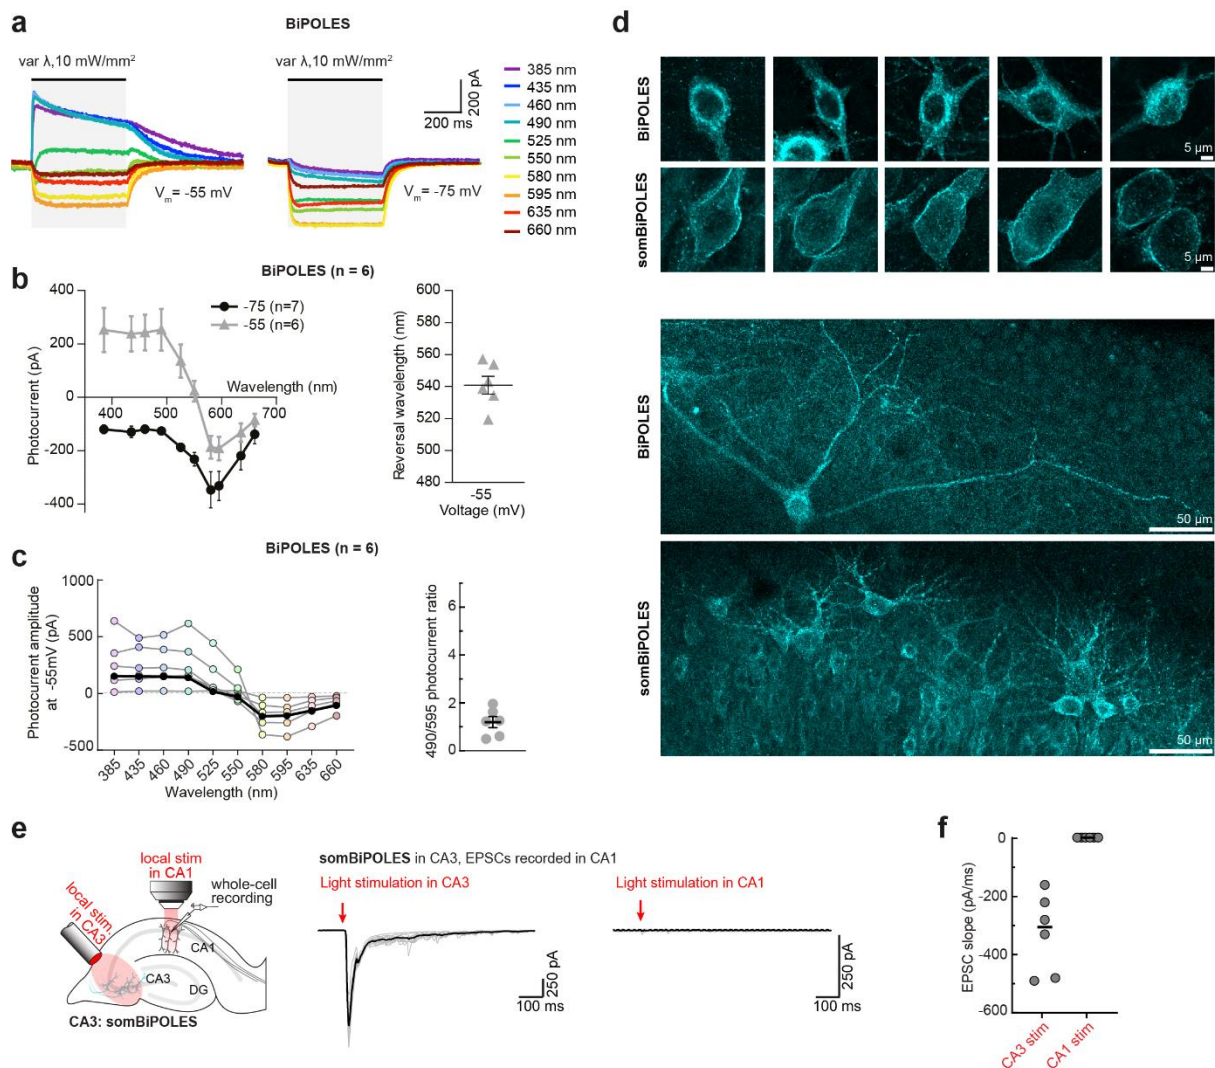 a
BiPOLES
var λ,10 mW/mm²
var λ,10 mW/mm²
200 pA
200 ms
Vm= -55 mV
Vm= -75 mV
385 nm
435 nm
460 nm
490 nm
525 nm
550 nm
580 nm
595 nm
635 nm
660 nm
b
BiPOLES (n = 6)
Photocurrent (pA)
400
200
0
-200
-400
-75 (n=7)
-55 (n=6)
Wavelength (nm)
400
500
600
700
Reversal wavelength (nm)
600
580
560
540
520
500
480
-55
Voltage (mV)
c
BiPOLES (n = 6)
Photocurrent amplitude
at -55mV (pA)
1000
500
0
-500
385
435
460
490
525
550
580
595
635
660
Wavelength (nm)
490/595 photocurrent ratio
6
4
2
0
d
BiPOLES
5 µm
somBiPOLES
5 µm
BiPOLES
50 µm
somBiPOLES
50 µm
e
local stim
in CA1
whole-cell
recording
local stim.
in CA3
CA1
CA3
DG
CA3: somBiPOLES
somBiPOLES in CA3, EPSCs recorded in CA1
Light stimulation in CA3
Light stimulation in CA1
250 pA
100 ms
250 pA
100 ms
f
EPSC slope (pA/ms)
0
-200
-400
-600
CA3 stim
CA1 stim